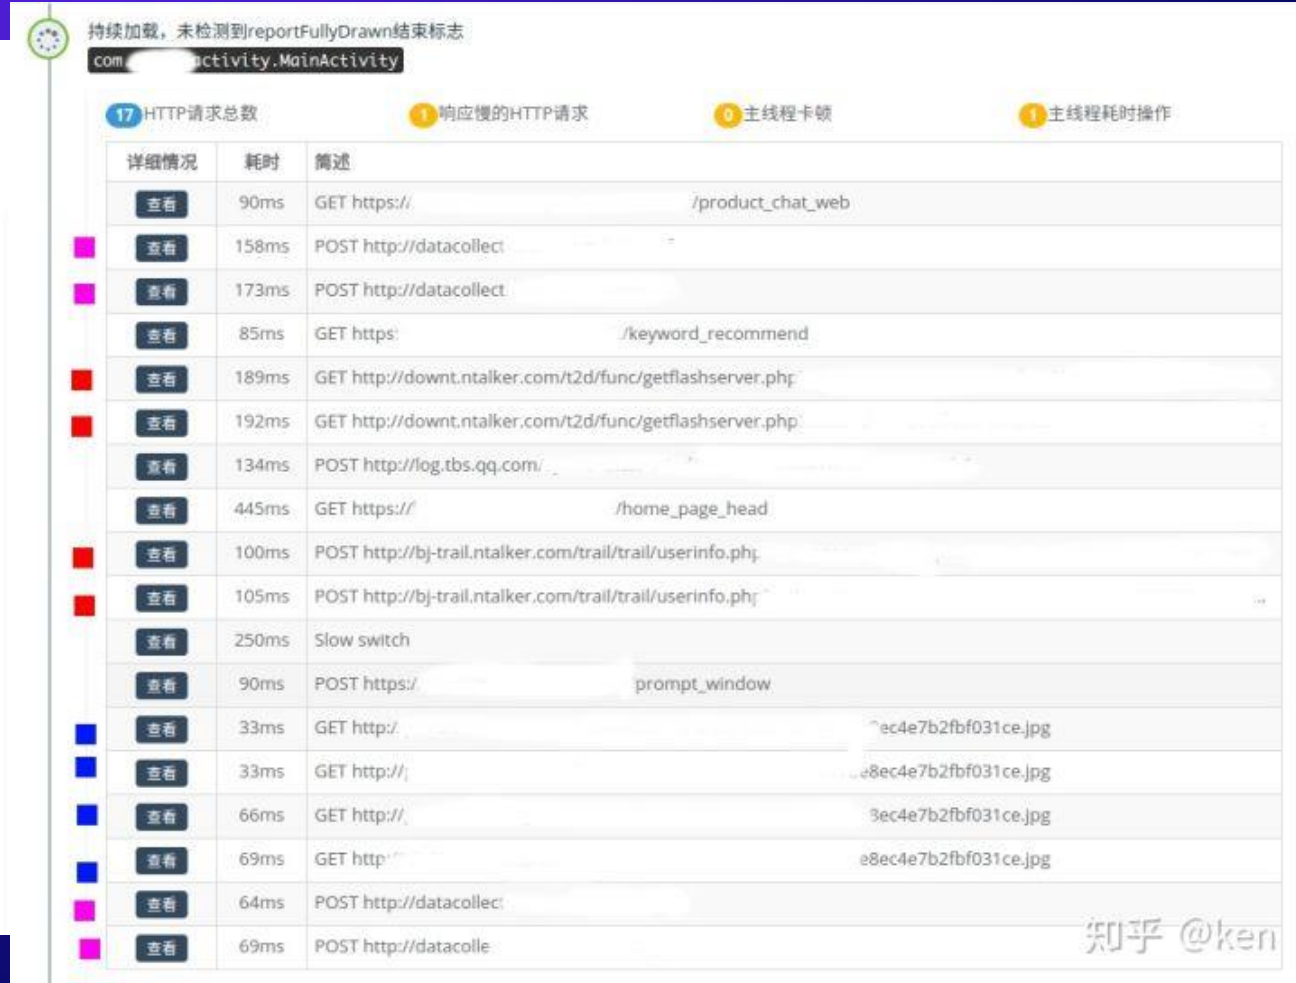 持续加载，未检测到reportFullyDrawn结束标志
com. activity.MainActivity
17 HTTP请求总数 1 响应慢的HTTP请求 0 主线程卡顿 1 主线程耗时操作
详细情况 耗时 简述
查看 90ms GET https:// /product_chat_web
查看 158ms POST http://datacollect
查看 173ms POST http://datacollect
查看 85ms GET https: /keyword_recommend
查看 189ms GET http://downt.ntalker.com/t2d/func/getflashserver.php
查看 192ms GET http://downt.ntalker.com/t2d/func/getflashserver.php
查看 134ms POST http://log.tbs.qq.com/
查看 445ms GET https:// /home_page_head
查看 100ms POST http://bj-trail.ntalker.com/trail/trail/userinfo.php
查看 105ms POST http://bj-trail.ntalker.com/trail/trail/userinfo.php
查看 250ms Slow switch
查看 90ms POST https:/ prompt_window
查看 33ms GET http:/ ec4e7b2fbf031ce.jpg
查看 33ms GET http:// e8ec4e7b2fbf031ce.jpg
查看 66ms GET http:// 8ec4e7b2fbf031ce.jpg
查看 69ms GET http e8ec4e7b2fbf031ce.jpg
查看 64ms POST http://datacollect
查看 69ms POST http://datacolle
知乎 @ken